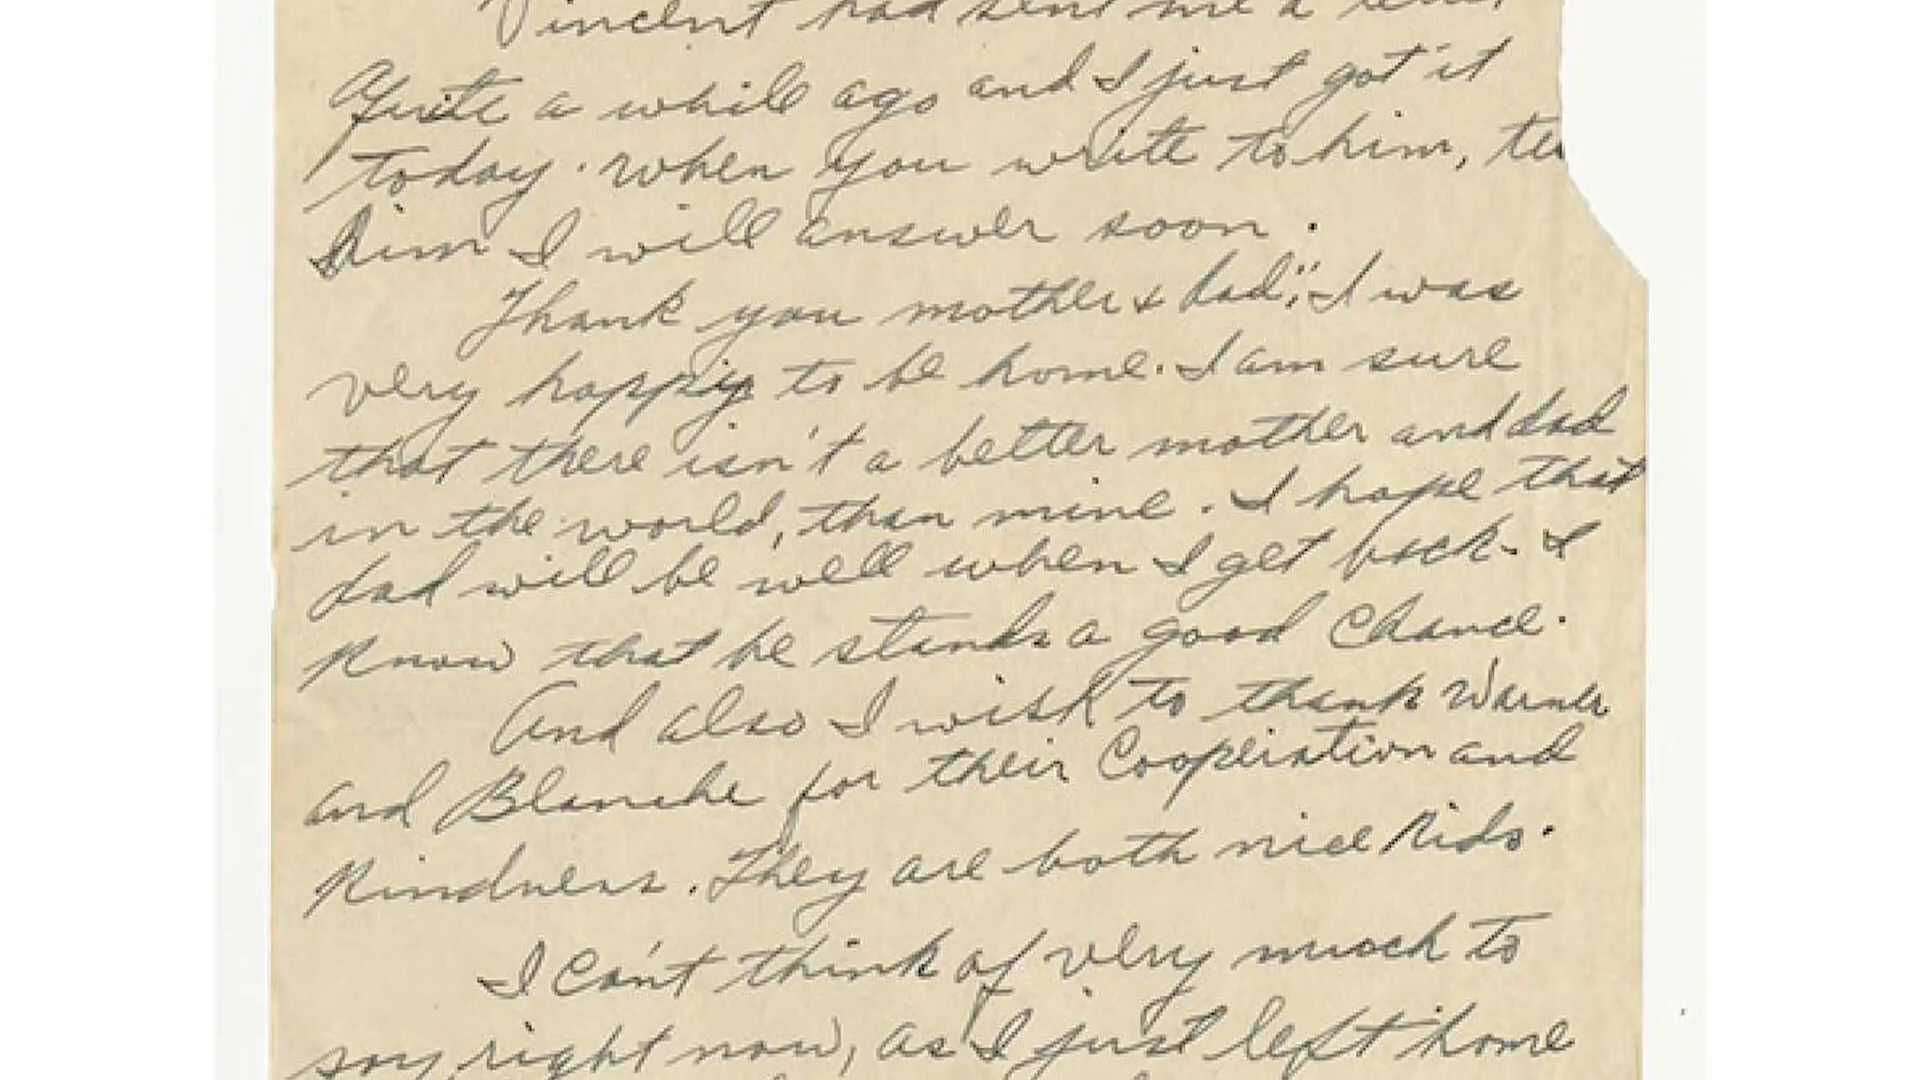 Vincent had sent me a letter
Quite a while ago and I just got it
today. When you write to him,
him I will answer soon.
Thank you mother & dad," I was
very happy to be home. I am sure
that there isn't a better mother and dad
in the world, than mine. I hope that
dad will be well when I get back. I
know that he stands a good chance.
And also I wish to thank Warner
and Blanche for their Cooperation and
kindness. They are both nice kids.
I can't think of very much to
say right now, as I just left home